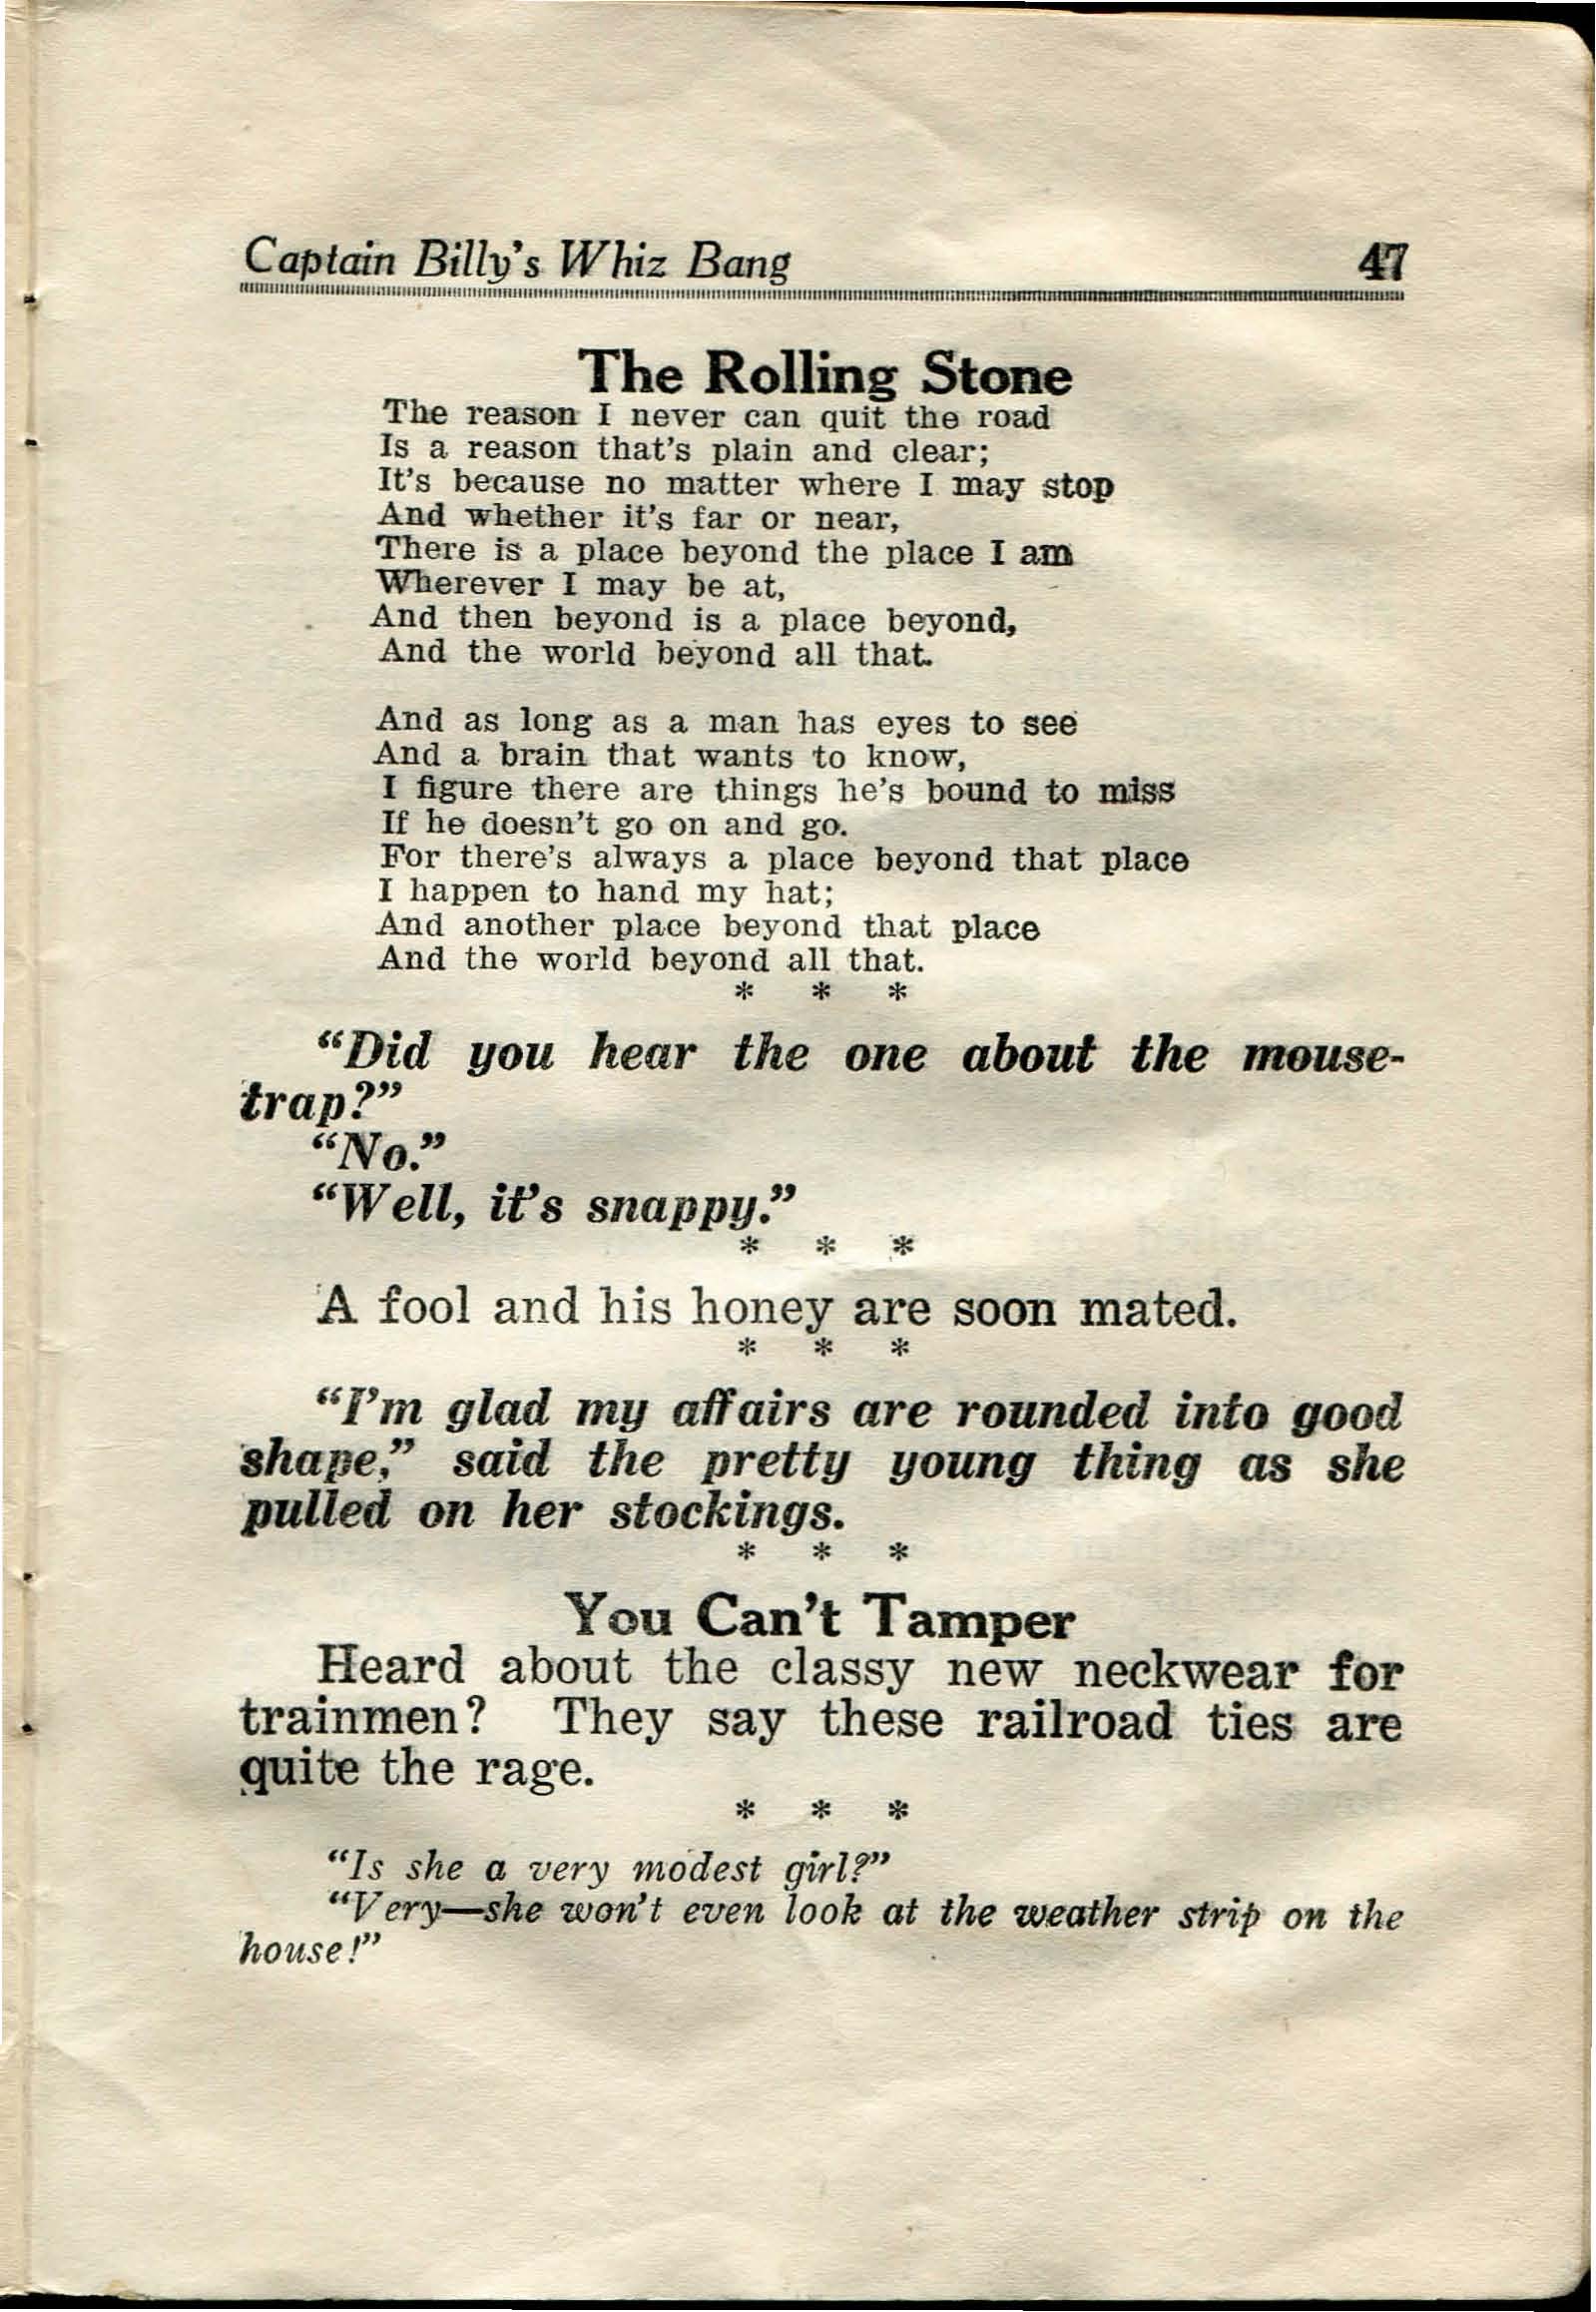 Captain Billy's Whiz Bang 47
The Rolling Stone
The reason I never can quit the road
Is a reason that's plain and clear;
It's because no matter where I may stop
And whether it's far or near,
There is a place beyond the place I am
Wherever I may be at,
And then beyond is a place beyond,
And the world beyond all that.
And as long as a man has eyes to see
And a brain that wants to know,
I figure there are things he's bound to miss
If he doesn't go on and go.
For there's always a place beyond that place
I happen to hand my hat;
And another place beyond that place
And the world beyond all that.
* * *
“Did you hear the one about the mouse-
trap?”
“No.”
“Well, it's snappy.”
* * *
A fool and his honey are soon mated.
* * *
“I'm glad my affairs are rounded into good
shape,” said the pretty young thing as she
pulled on her stockings.
* * *
You Can't Tamper
Heard about the classy new neckwear for
trainmen? They say these railroad ties are
quite the rage.
* * *
“Is she a very modest girl?”
“Very—she won't even look at the weather strip on the
house!”